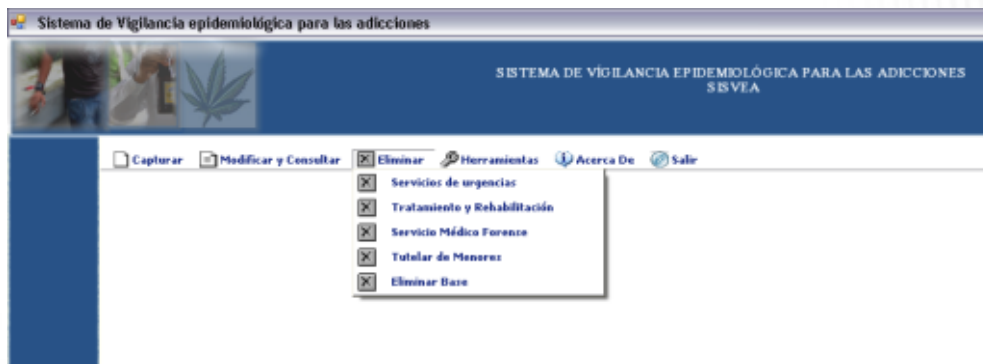 Sistema de Vigilancia epidemiológica para las adicciones
SISTEMA DE VÍGILANCIA EPIDEMIOLÓGICA PARA LAS ADICCIONES
SISVEA
Capturar Modificar y Consultar Eliminar Herramientas Acerca De Salir
Servicios de urgencias
Tratamiento y Rehabilitación
Servicio Médico Forense
Tutelar de Menores
Eliminar Base